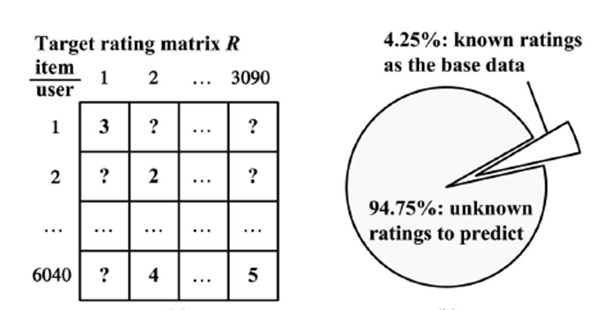 Target rating matrix R
item
user
1 2 ... 3090
1 3 ? ... ?
2 ? 2 ... ?
... ... ... ... ...
6040 ? 4 ... 5
4.25%: known ratings
as the base data
94.75%: unknown
ratings to predict